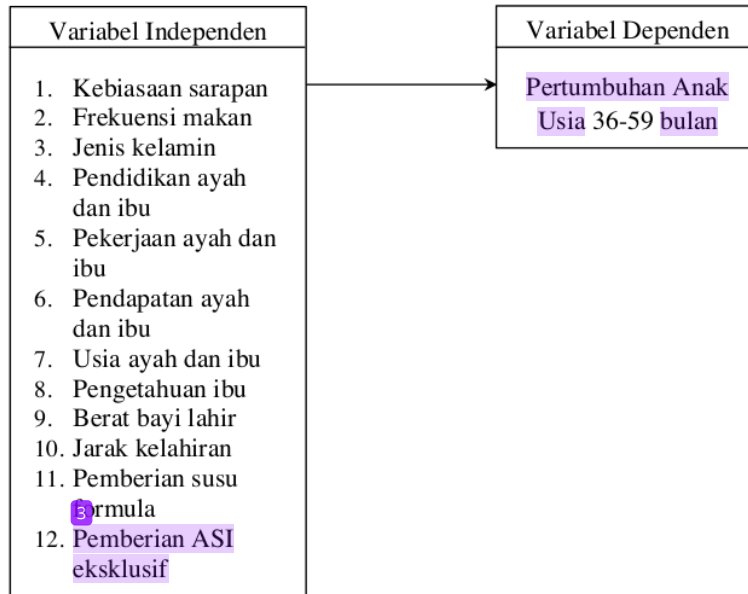 Variabel Independen
1. Kebiasaan sarapan
2. Frekuensi makan
3. Jenis kelamin
4. Pendidikan ayah
dan ibu
5. Pekerjaan ayah dan
ibu
6. Pendapatan ayah
dan ibu
7. Usia ayah dan ibu
8. Pengetahuan ibu
9. Berat bayi lahir
10. Jarak kelahiran
11. Pemberian susu
formula
3
12. Pemberian ASI
eksklusif
Variabel Dependen
Pertumbuhan Anak
Usia 36-59 bulan